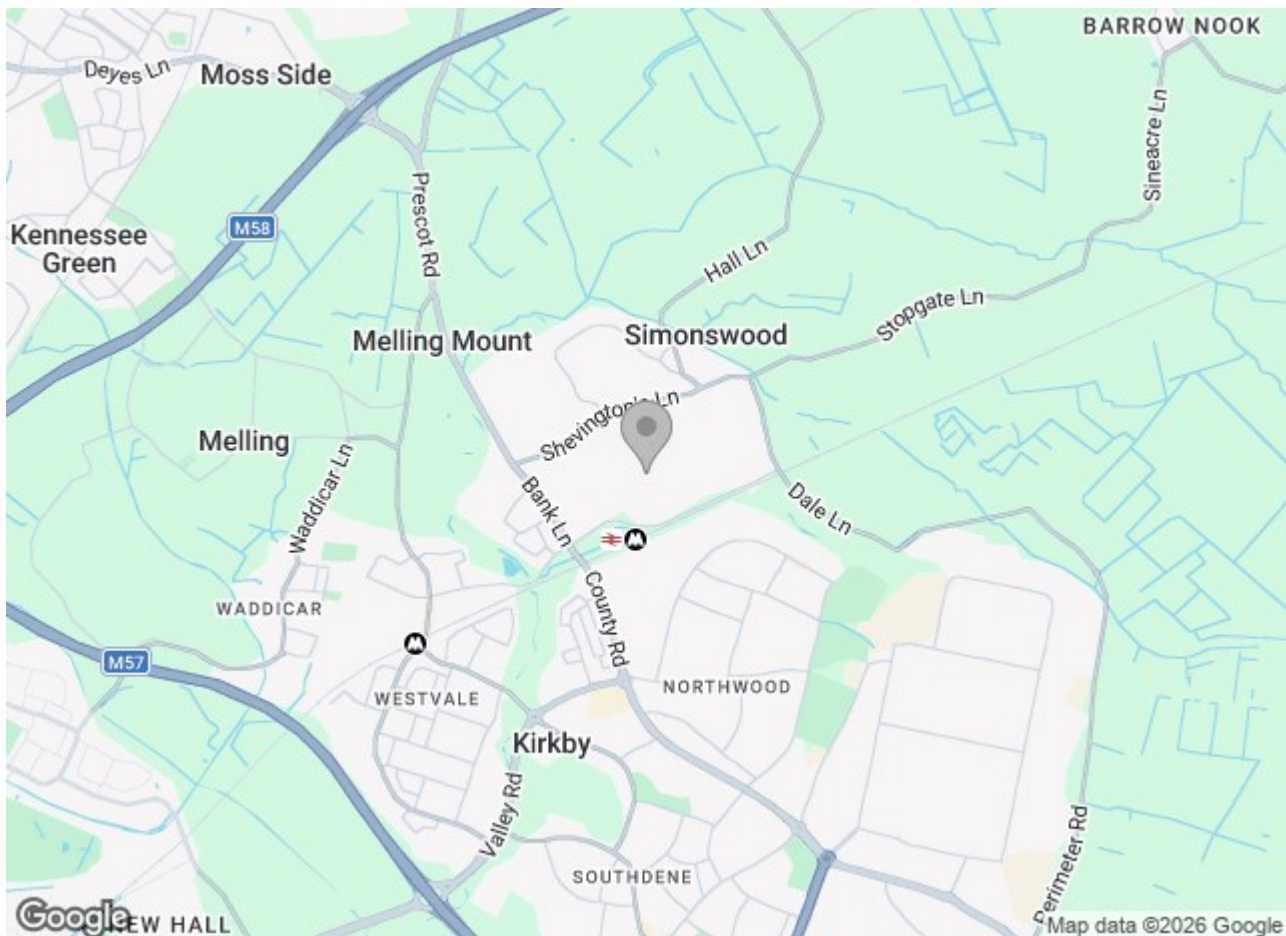 BARROW NOOK
Deyes Ln
Moss Side
Sineacre Ln
Prescot Rd
M58
Kennessee
Green
Hall Ln
Stopgate Ln
Melling Mount
Simonswood
Shevington's Ln
Melling
Waddicar Ln
Bank Ln
Dale Ln
WADDICAR
County Rd
M57
WESTVALE
NORTHWOOD
Kirkby
Valley Rd
SOUTHDENE
Perimeter Rd
Google
NEW HALL
Map data ©2026 Google